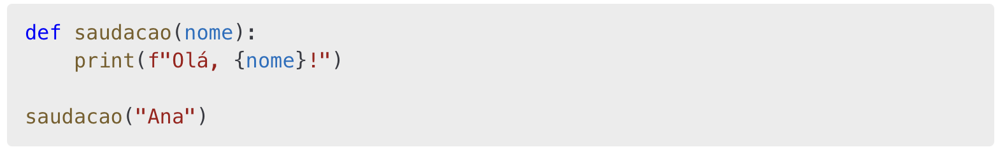 def saudacao(nome):
    print(f"Olá, {nome}!")

saudacao("Ana")